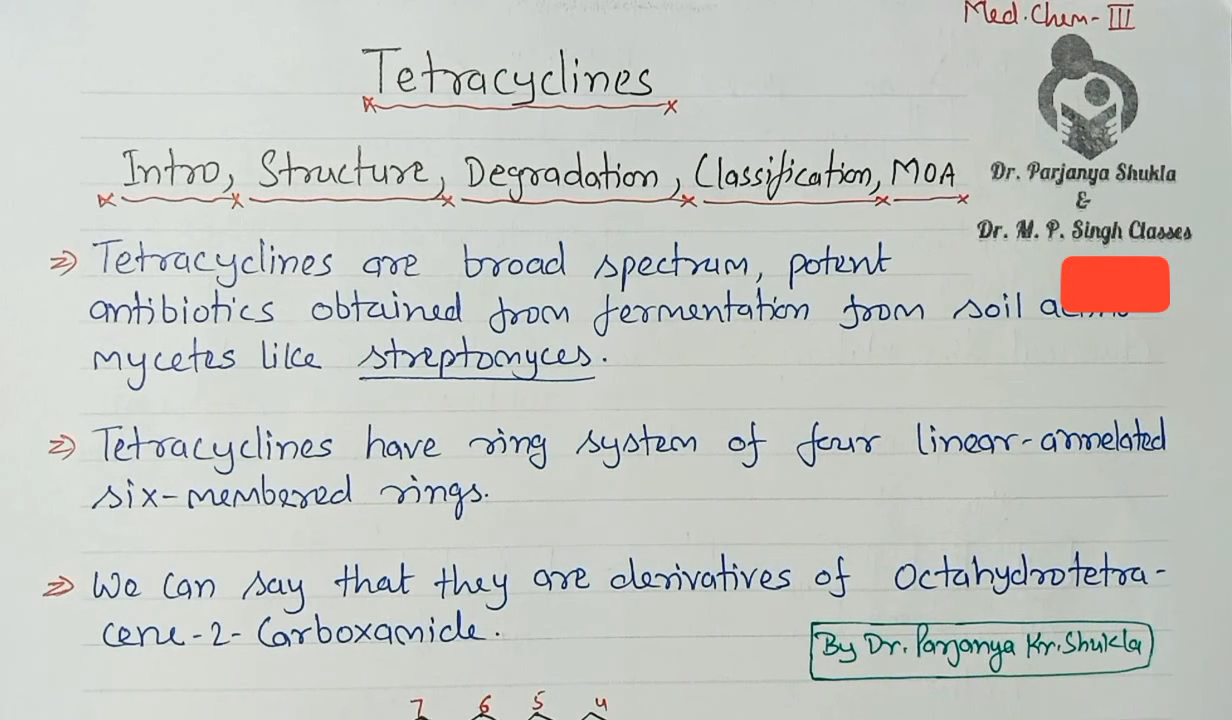 Med. Chem - III
Tetracyclines
Intro, Structure, Degradation, Classification, MOA
Dr. Parjanya Shukla
&
Dr. M. P. Singh Classes
⇒ Tetracyclines are broad spectrum, potent
antibiotics obtained from fermentation from soil
mycetes like streptomyces.
⇒ Tetracyclines have ring system of four linear-annelated
six-membered rings.
⇒ We can say that they are derivatives of Octahydrotetra-
cene-2-Carboxamide.
By Dr. Parjanya Kr. Shukla
7 6 5 4